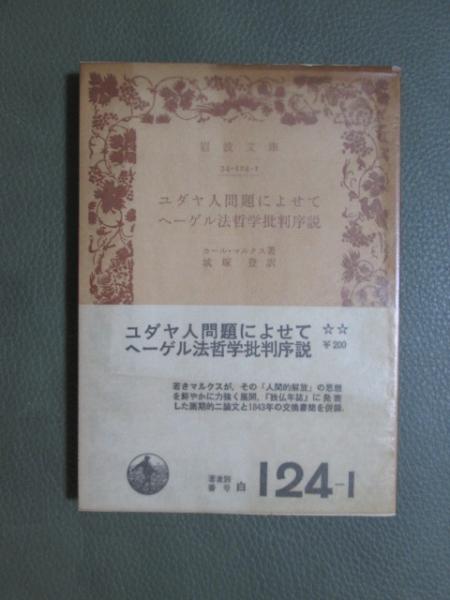 岩波文庫
34-124-1
ユダヤ人問題によせて
ヘーゲル法哲学批判序説
カール・マルクス著
城塚登訳
ユダヤ人問題によせて ☆☆
ヘーゲル法哲学批判序説 ￥200
若きマルクスが，その「人間的解放」の思想
を鮮やかに力強く展開，『独仏年誌』に発表
した画期的二論文と1843年の交換書簡を併録．
著者別
番号 白 124-1